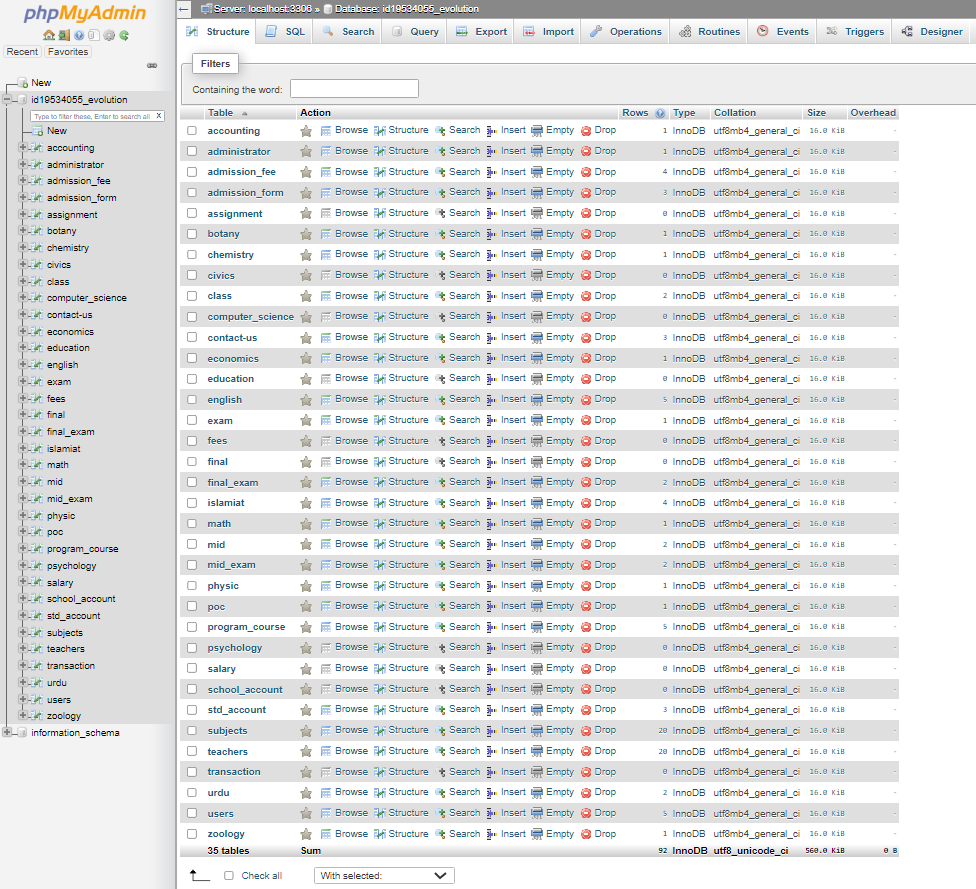 phpMyAdmin
Recent Favorites
New
id19534055_evolution
Type to filter these, Enter to search all X
New
accounting
administrator
admission_fee
admission_form
assignment
botany
chemistry
civics
class
computer_science
contact-us
economics
education
english
exam
fees
final
final_exam
islamiat
math
mid
mid_exam
physic
poc
program_course
psychology
salary
school_account
std_account
subjects
teachers
transaction
urdu
users
zoology
information_schema
Server: localhost:3306 » Database: id19534055_evolution
Structure SQL Search Query Export Import Operations Routines Events Triggers Designer
Filters
Containing the word:
Table Action Rows Type Collation Size Overhead
accounting Browse Structure Search Insert Empty Drop 1 InnoDB utf8mb4_general_ci 16.0 KiB -
administrator Browse Structure Search Insert Empty Drop 1 InnoDB utf8mb4_general_ci 16.0 KiB -
admission_fee Browse Structure Search Insert Empty Drop 4 InnoDB utf8mb4_general_ci 16.0 KiB -
admission_form Browse Structure Search Insert Empty Drop 3 InnoDB utf8mb4_general_ci 16.0 KiB -
assignment Browse Structure Search Insert Empty Drop 0 InnoDB utf8mb4_general_ci 16.0 KiB -
botany Browse Structure Search Insert Empty Drop 1 InnoDB utf8mb4_general_ci 16.0 KiB -
chemistry Browse Structure Search Insert Empty Drop 1 InnoDB utf8mb4_general_ci 16.0 KiB -
civics Browse Structure Search Insert Empty Drop 0 InnoDB utf8mb4_general_ci 16.0 KiB -
class Browse Structure Search Insert Empty Drop 2 InnoDB utf8mb4_general_ci 16.0 KiB -
computer_science Browse Structure Search Insert Empty Drop 0 InnoDB utf8mb4_general_ci 16.0 KiB -
contact-us Browse Structure Search Insert Empty Drop 3 InnoDB utf8mb4_general_ci 16.0 KiB -
economics Browse Structure Search Insert Empty Drop 1 InnoDB utf8mb4_general_ci 16.0 KiB -
education Browse Structure Search Insert Empty Drop 0 InnoDB utf8mb4_general_ci 16.0 KiB -
english Browse Structure Search Insert Empty Drop 5 InnoDB utf8mb4_general_ci 16.0 KiB -
exam Browse Structure Search Insert Empty Drop 1 InnoDB utf8mb4_general_ci 16.0 KiB -
fees Browse Structure Search Insert Empty Drop 0 InnoDB utf8mb4_general_ci 16.0 KiB -
final Browse Structure Search Insert Empty Drop 0 InnoDB utf8mb4_general_ci 16.0 KiB -
final_exam Browse Structure Search Insert Empty Drop 2 InnoDB utf8mb4_general_ci 16.0 KiB -
islamiat Browse Structure Search Insert Empty Drop 4 InnoDB utf8mb4_general_ci 16.0 KiB -
math Browse Structure Search Insert Empty Drop 1 InnoDB utf8mb4_general_ci 16.0 KiB -
mid Browse Structure Search Insert Empty Drop 2 InnoDB utf8mb4_general_ci 16.0 KiB -
mid_exam Browse Structure Search Insert Empty Drop 2 InnoDB utf8mb4_general_ci 16.0 KiB -
physic Browse Structure Search Insert Empty Drop 1 InnoDB utf8mb4_general_ci 16.0 KiB -
poc Browse Structure Search Insert Empty Drop 1 InnoDB utf8mb4_general_ci 16.0 KiB -
program_course Browse Structure Search Insert Empty Drop 5 InnoDB utf8mb4_general_ci 16.0 KiB -
psychology Browse Structure Search Insert Empty Drop 0 InnoDB utf8mb4_general_ci 16.0 KiB -
salary Browse Structure Search Insert Empty Drop 0 InnoDB utf8mb4_general_ci 16.0 KiB -
school_account Browse Structure Search Insert Empty Drop 0 InnoDB utf8mb4_general_ci 16.0 KiB -
std_account Browse Structure Search Insert Empty Drop 3 InnoDB utf8mb4_general_ci 16.0 KiB -
subjects Browse Structure Search Insert Empty Drop 20 InnoDB utf8mb4_general_ci 16.0 KiB -
teachers Browse Structure Search Insert Empty Drop 20 InnoDB utf8mb4_general_ci 16.0 KiB -
transaction Browse Structure Search Insert Empty Drop 0 InnoDB utf8mb4_general_ci 16.0 KiB -
urdu Browse Structure Search Insert Empty Drop 2 InnoDB utf8mb4_general_ci 16.0 KiB -
users Browse Structure Search Insert Empty Drop 5 InnoDB utf8mb4_general_ci 16.0 KiB -
zoology Browse Structure Search Insert Empty Drop 1 InnoDB utf8mb4_general_ci 16.0 KiB -
35 tables Sum 92 InnoDB utf8_unicode_ci 560.0 KiB 0 B
Check all With selected: